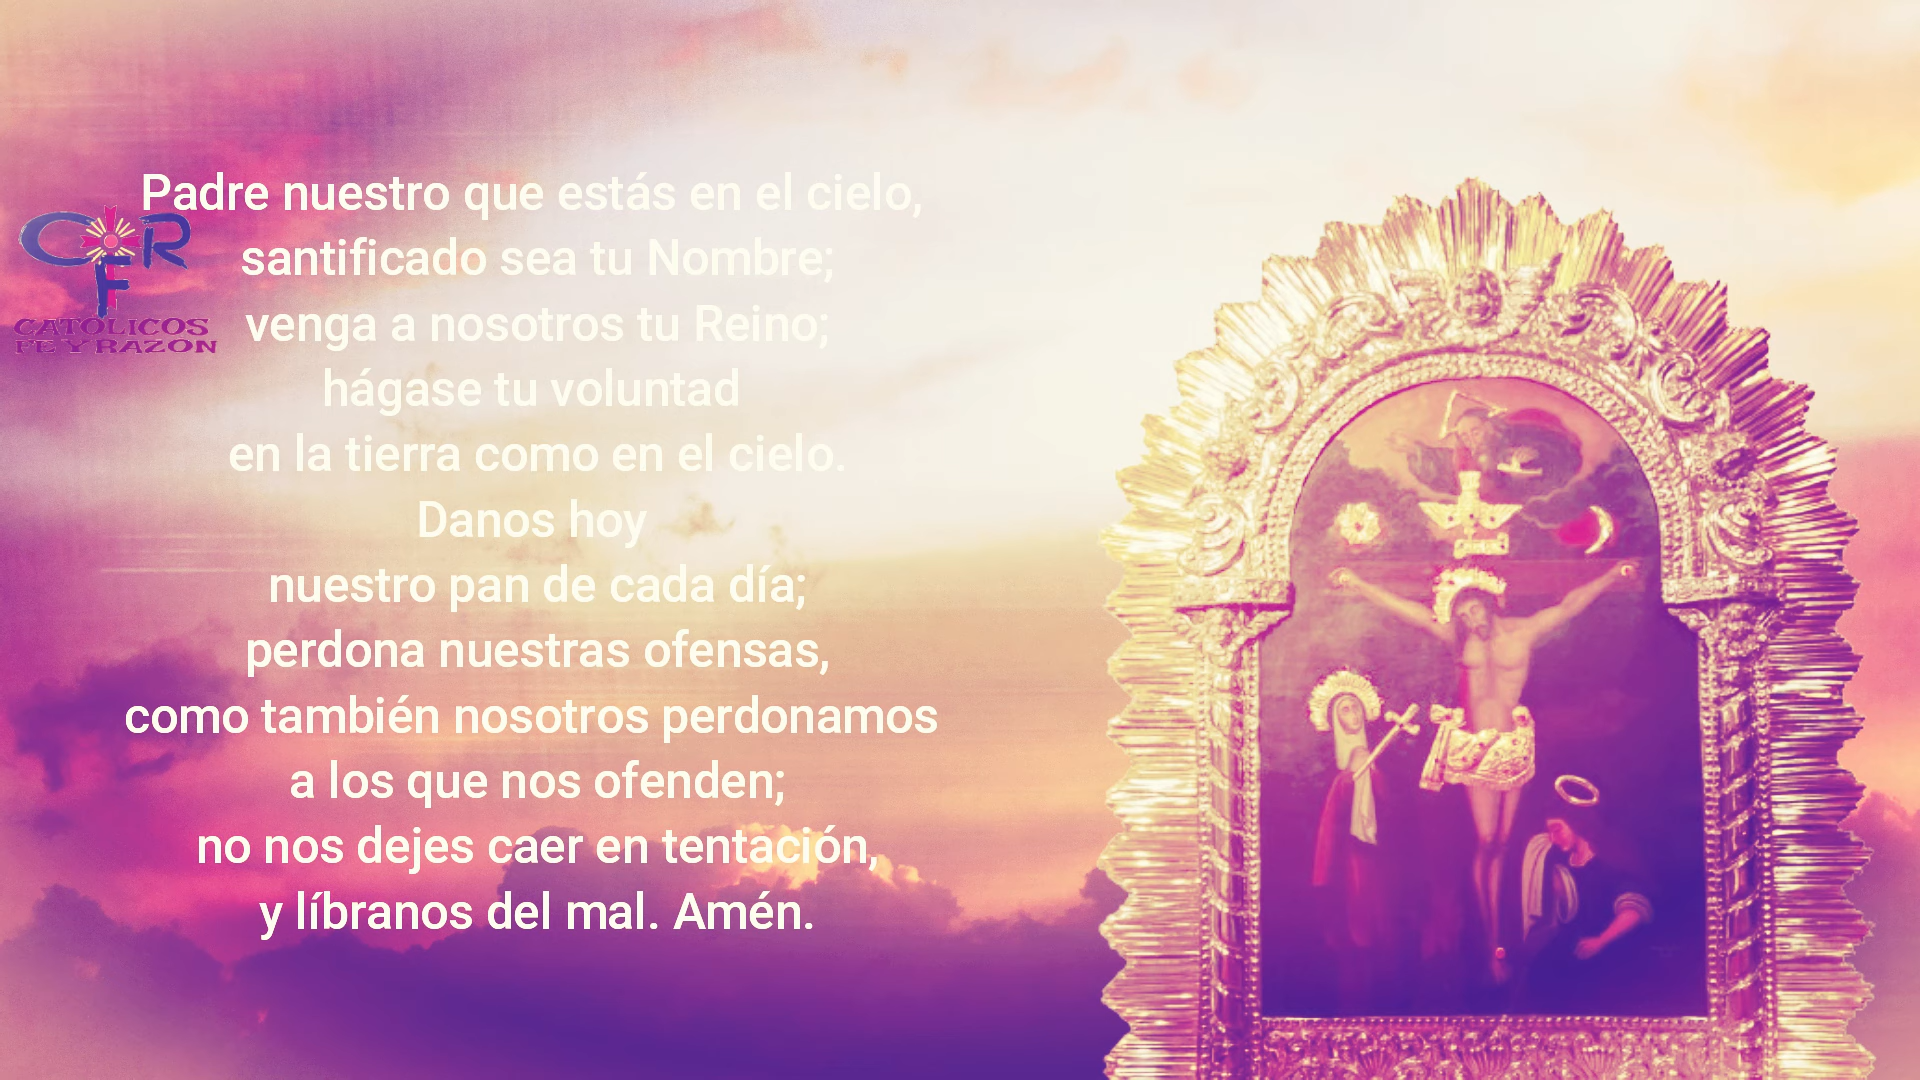 Padre nuestro que estás en el cielo,
santificado sea tu Nombre;
venga a nosotros tu Reino;
hágase tu voluntad
en la tierra como en el cielo.
Danos hoy
nuestro pan de cada día;
perdona nuestras ofensas,
como también nosotros perdonamos
a los que nos ofenden;
no nos dejes caer en tentación,
y líbranos del mal. Amén.
C R
F
CATOLICOS
FE Y RAZON